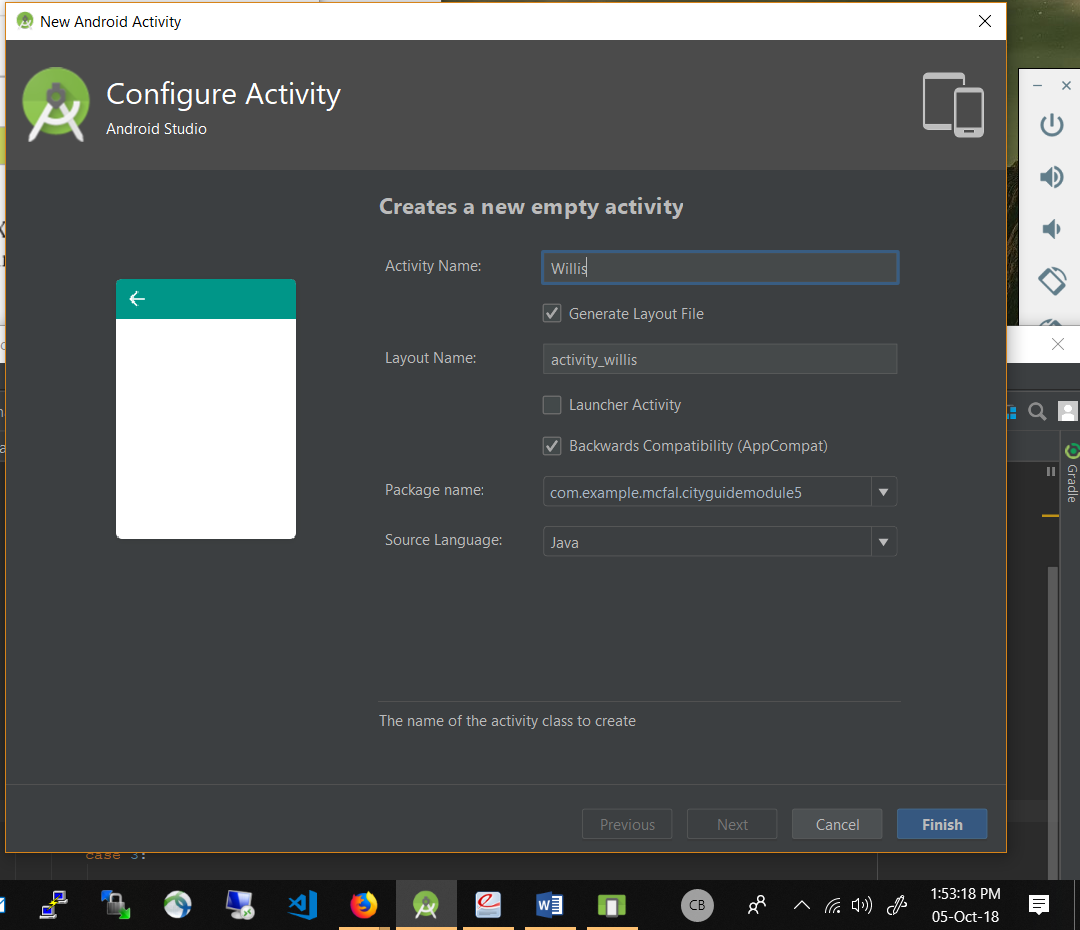 New Android Activity
Configure Activity
Android Studio
Creates a new empty activity
Activity Name:
Willis
Generate Layout File
Layout Name:
activity_willis
Launcher Activity
Backwards Compatibility (AppCompat)
Package name:
com.example.mcfal.cityguidemodule5
Source Language:
Java
The name of the activity class to create
Previous
Next
Cancel
Finish
Gradle
case 3:
CB
1:53:18 PM
05-Oct-18